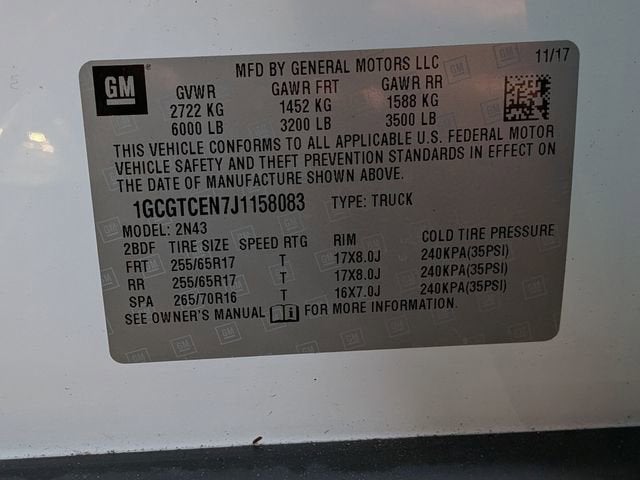 GM
MFD BY GENERAL MOTORS LLC 11/17
GVWR GAWR FRT GAWR RR
2722 KG 1452 KG 1588 KG
6000 LB 3200 LB 3500 LB
THIS VEHICLE CONFORMS TO ALL APPLICABLE U.S. FEDERAL MOTOR
VEHICLE SAFETY AND THEFT PREVENTION STANDARDS IN EFFECT ON
THE DATE OF MANUFACTURE SHOWN ABOVE.
1GCGTCEN7J1158083 TYPE: TRUCK
MODEL: 2N43
2BDF TIRE SIZE SPEED RTG RIM COLD TIRE PRESSURE
FRT 255/65R17 T 17X8.0J 240KPA(35PSI)
RR 255/65R17 T 17X8.0J 240KPA(35PSI)
SPA 265/70R16 T 16X7.0J 240KPA(35PSI)
SEE OWNER'S MANUAL FOR MORE INFORMATION.